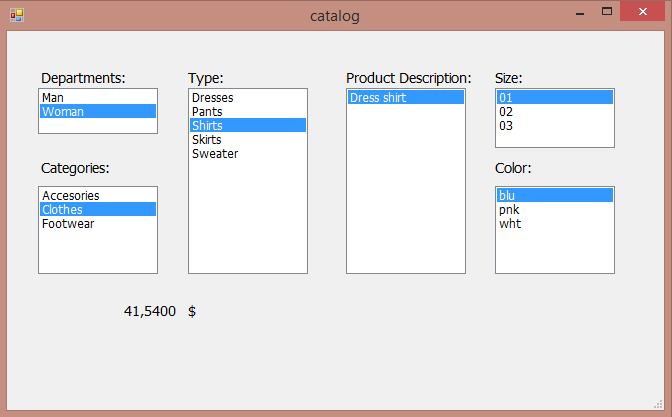 catalog
Departments:
Man
Woman
Categories:
Accesories
Clothes
Footwear
Type:
Dresses
Pants
Shirts
Skirts
Sweater
Product Description:
Dress shirt
Size:
01
02
03
Color:
blu
pnk
wht
41,5400 $